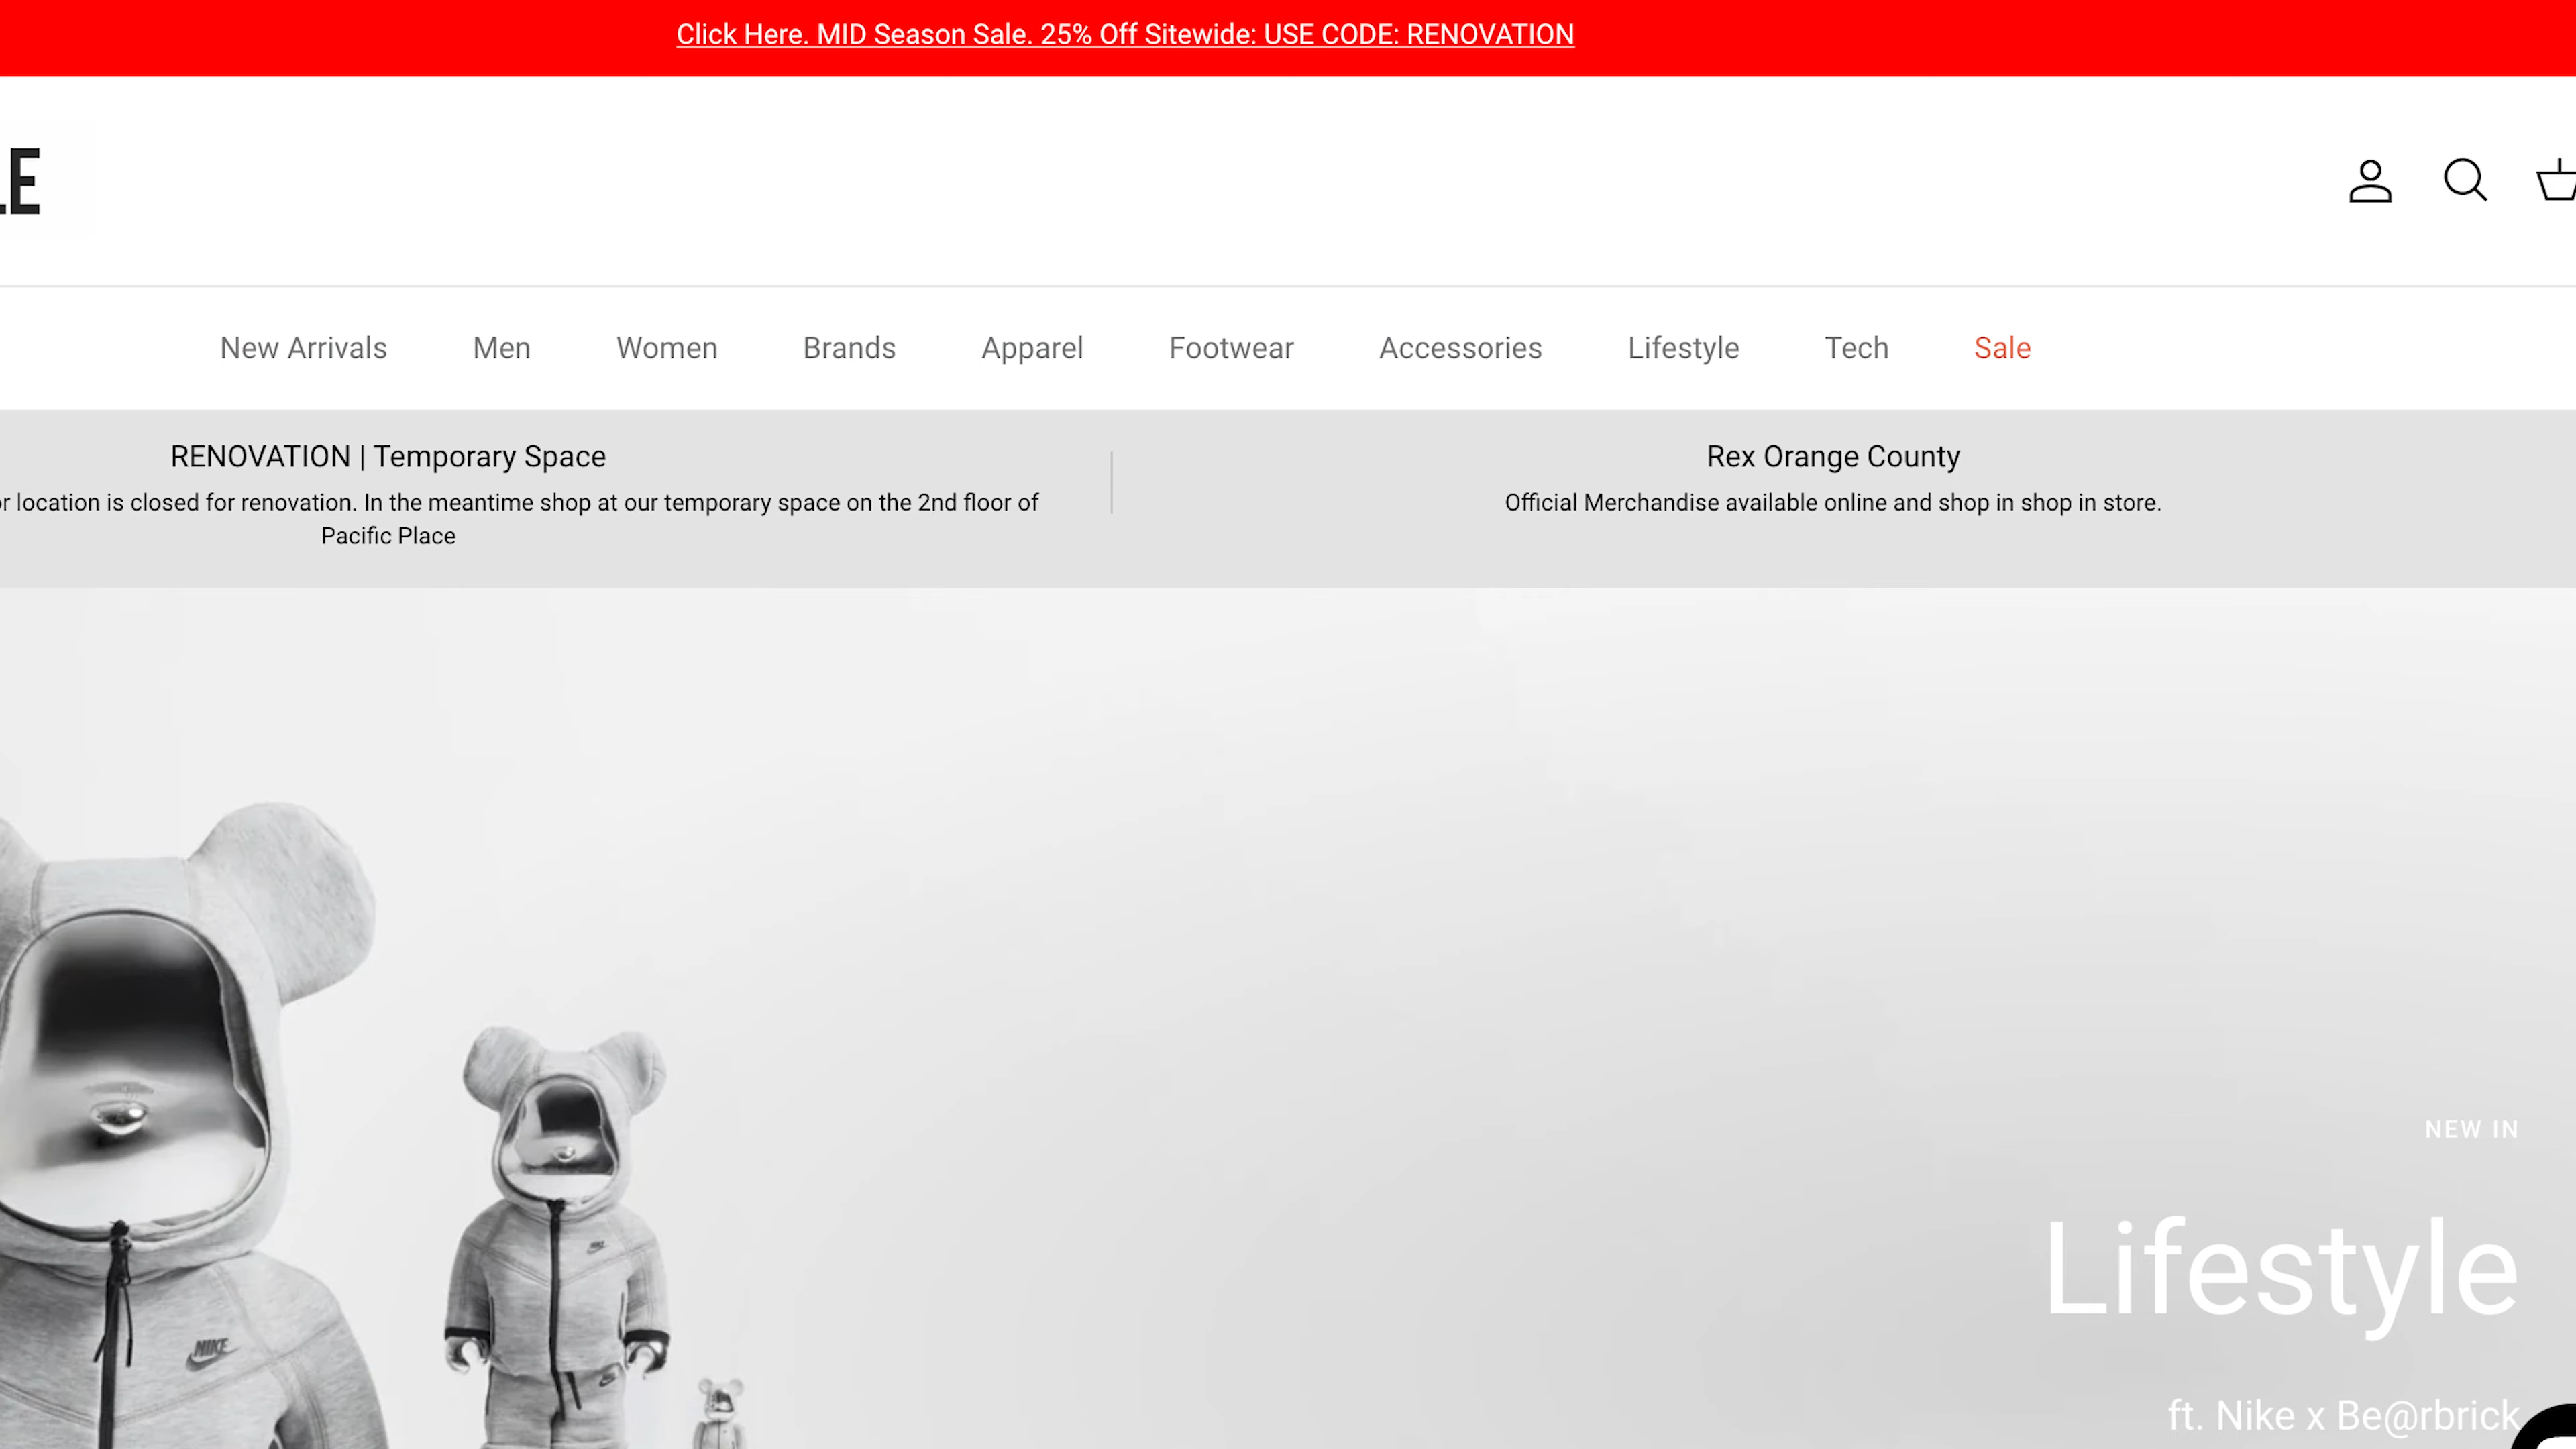 Click Here. MID Season Sale. 25% Off Sitewide: USE CODE: RENOVATION
LE
New Arrivals Men Women Brands Apparel Footwear Accessories Lifestyle Tech Sale
RENOVATION | Temporary Space
location is closed for renovation. In the meantime shop at our temporary space on the 2nd floor of
Pacific Place
Rex Orange County
Official Merchandise available online and shop in shop in store.
NIKE
NEW IN
Lifestyle
ft. Nike x Be@rbrick